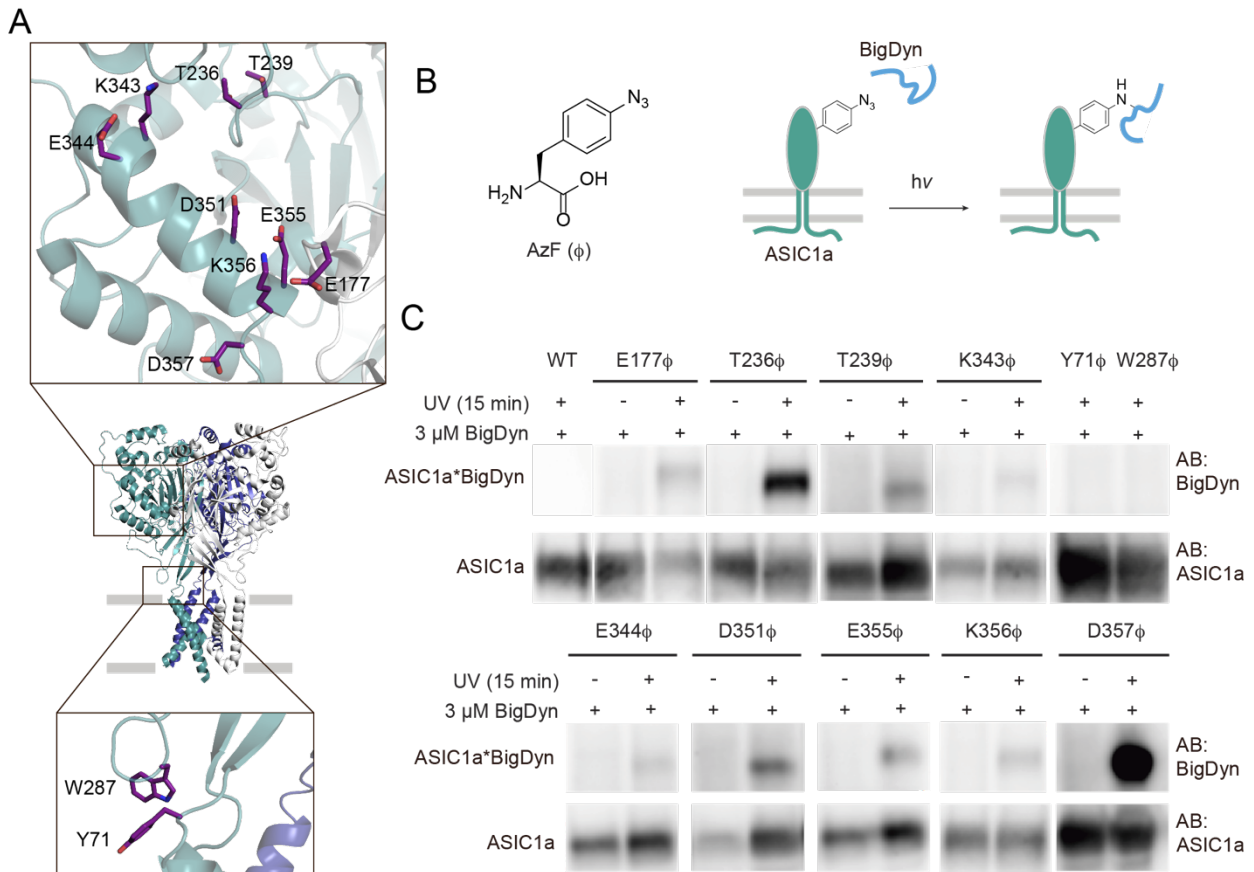 A
K343
T236
T239
E344
D351
E355
K356
E177
D357
W287
Y71
B
N₃
H₂N
OH
O
AzF (ϕ)
BigDyn
N₃
ASIC1a
hν
H
N
C
WT E177ϕ T236ϕ T239ϕ K343ϕ Y71ϕ W287ϕ
UV (15 min) + - + - + - + - + + +
3 µM BigDyn + + + + + + + + + + +
ASIC1a*BigDyn
AB:
BigDyn
ASIC1a
AB:
ASIC1a
E344ϕ D351ϕ E355ϕ K356ϕ D357ϕ
UV (15 min) - + - + - + - + - +
3 µM BigDyn + + + + + + + + + +
ASIC1a*BigDyn
AB:
BigDyn
ASIC1a
AB:
ASIC1a